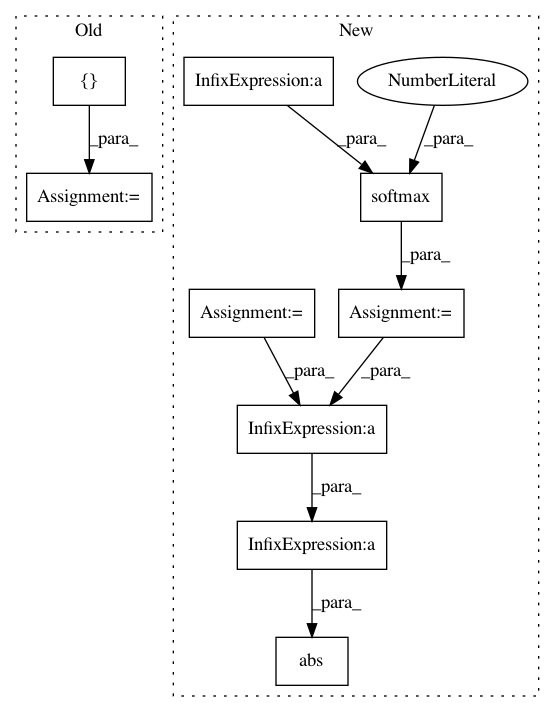 Old
New
{}
InfixExpression:a
NumberLiteral
_para_
_para_
_para_
Assignment:=
softmax
_para_
Assignment:=
Assignment:=
_para_
_para_
InfixExpression:a
_para_
InfixExpression:a
_para_
abs